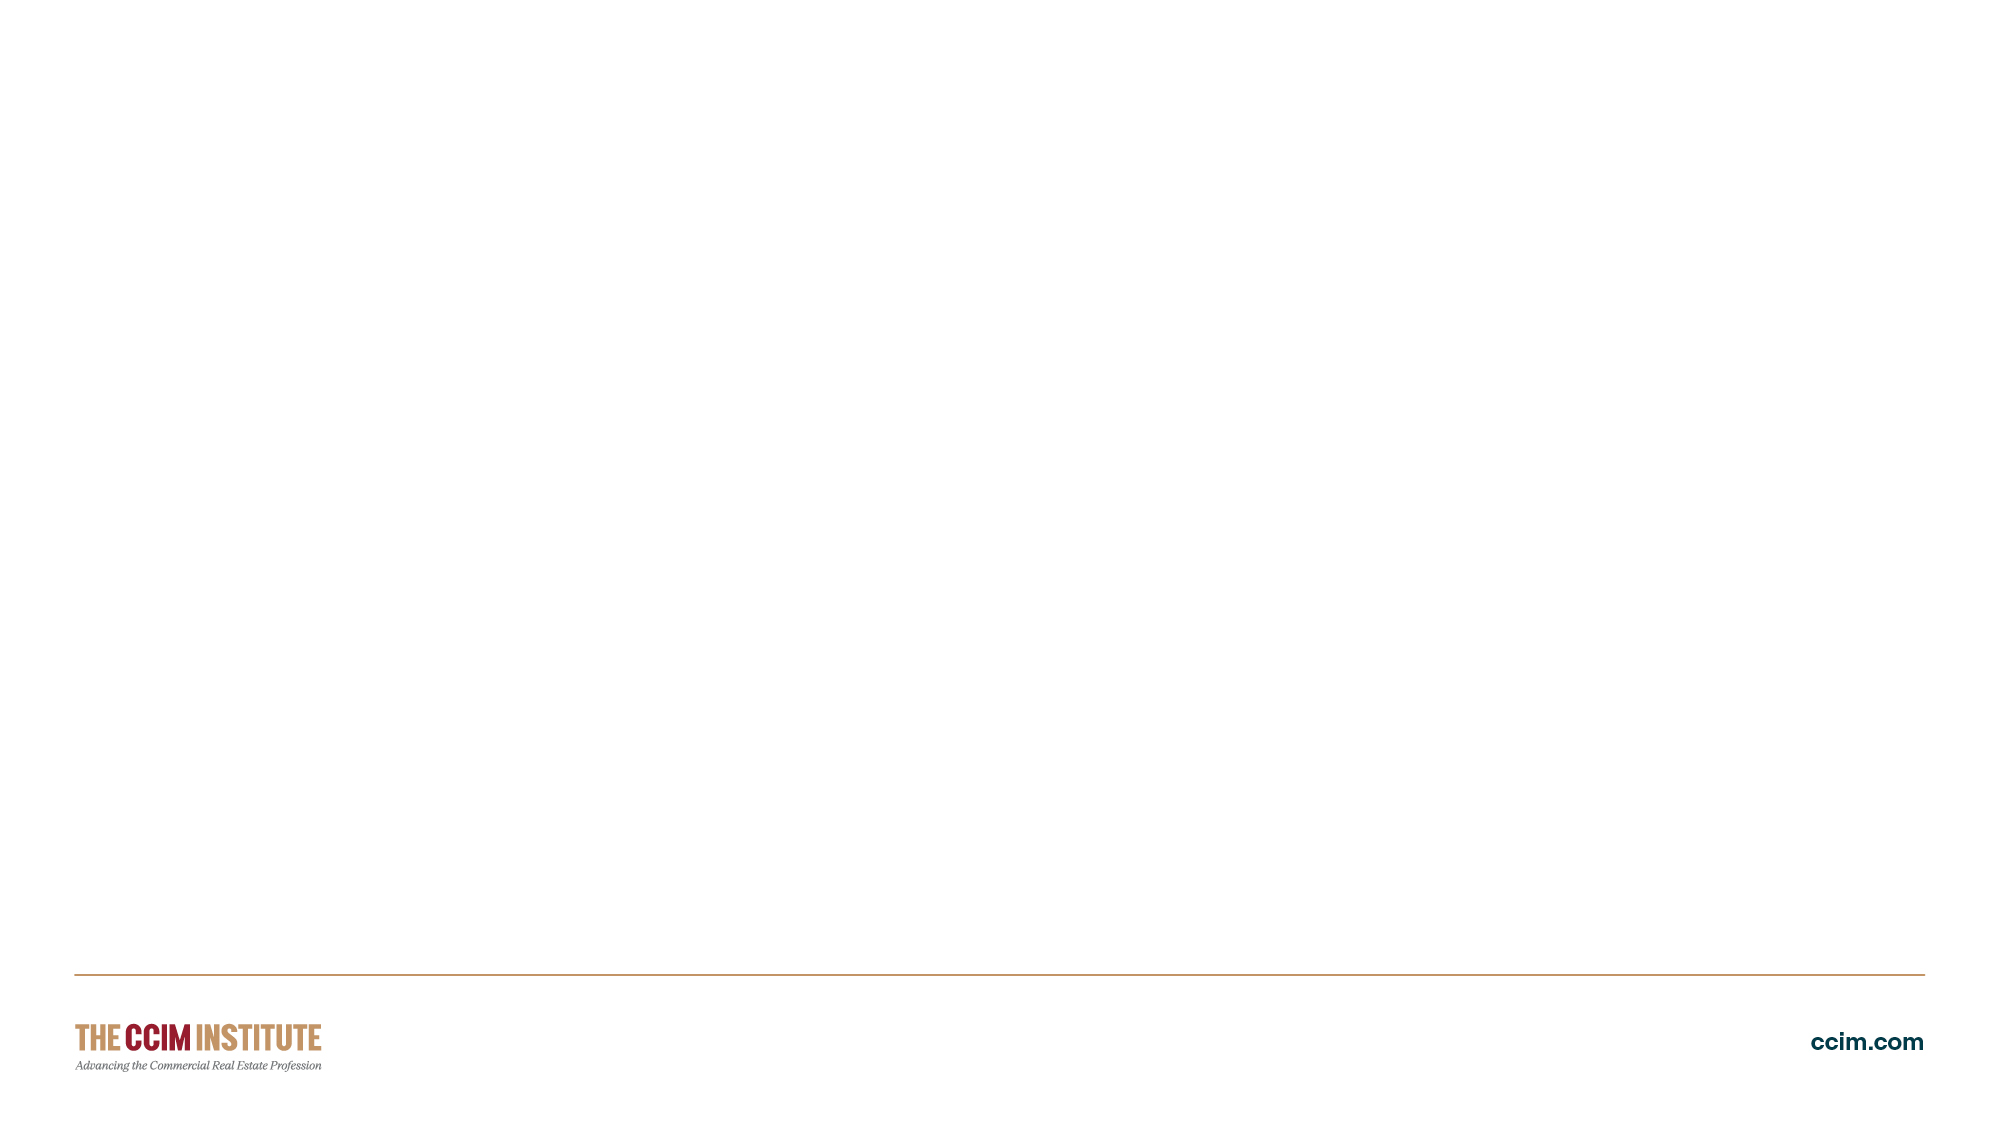 THE CCIM INSTITUTE
Advancing the Commercial Real Estate Profession
ccim.com